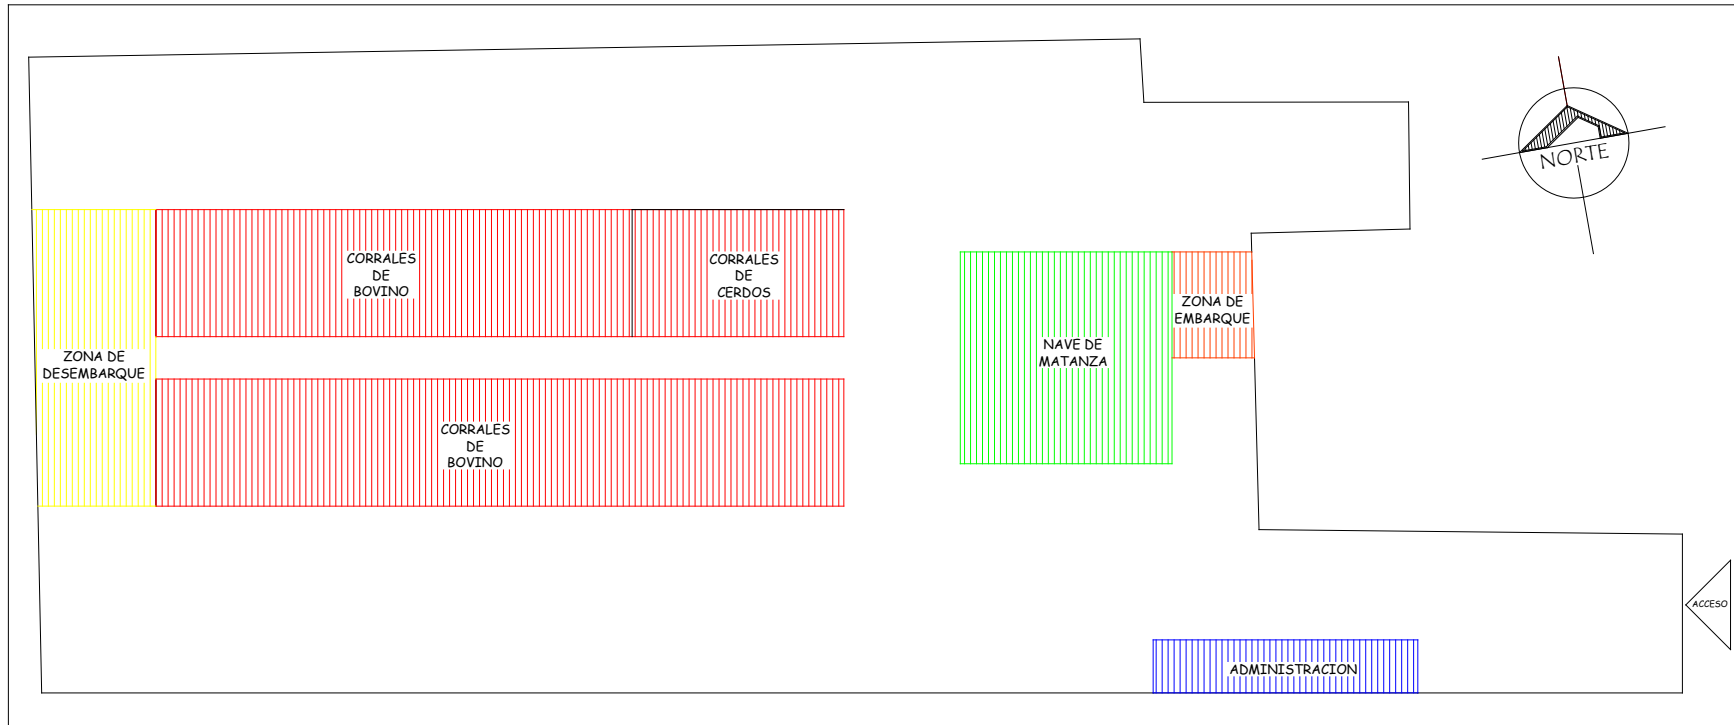 NORTE
CORRALES
DE
BOVINO
CORRALES
DE
CERDOS
ZONA DE
EMBARQUE
NAVE DE
MATANZA
ZONA DE
DESEMBARQUE
CORRALES
DE
BOVINO
ACCESO
ADMINISTRACION